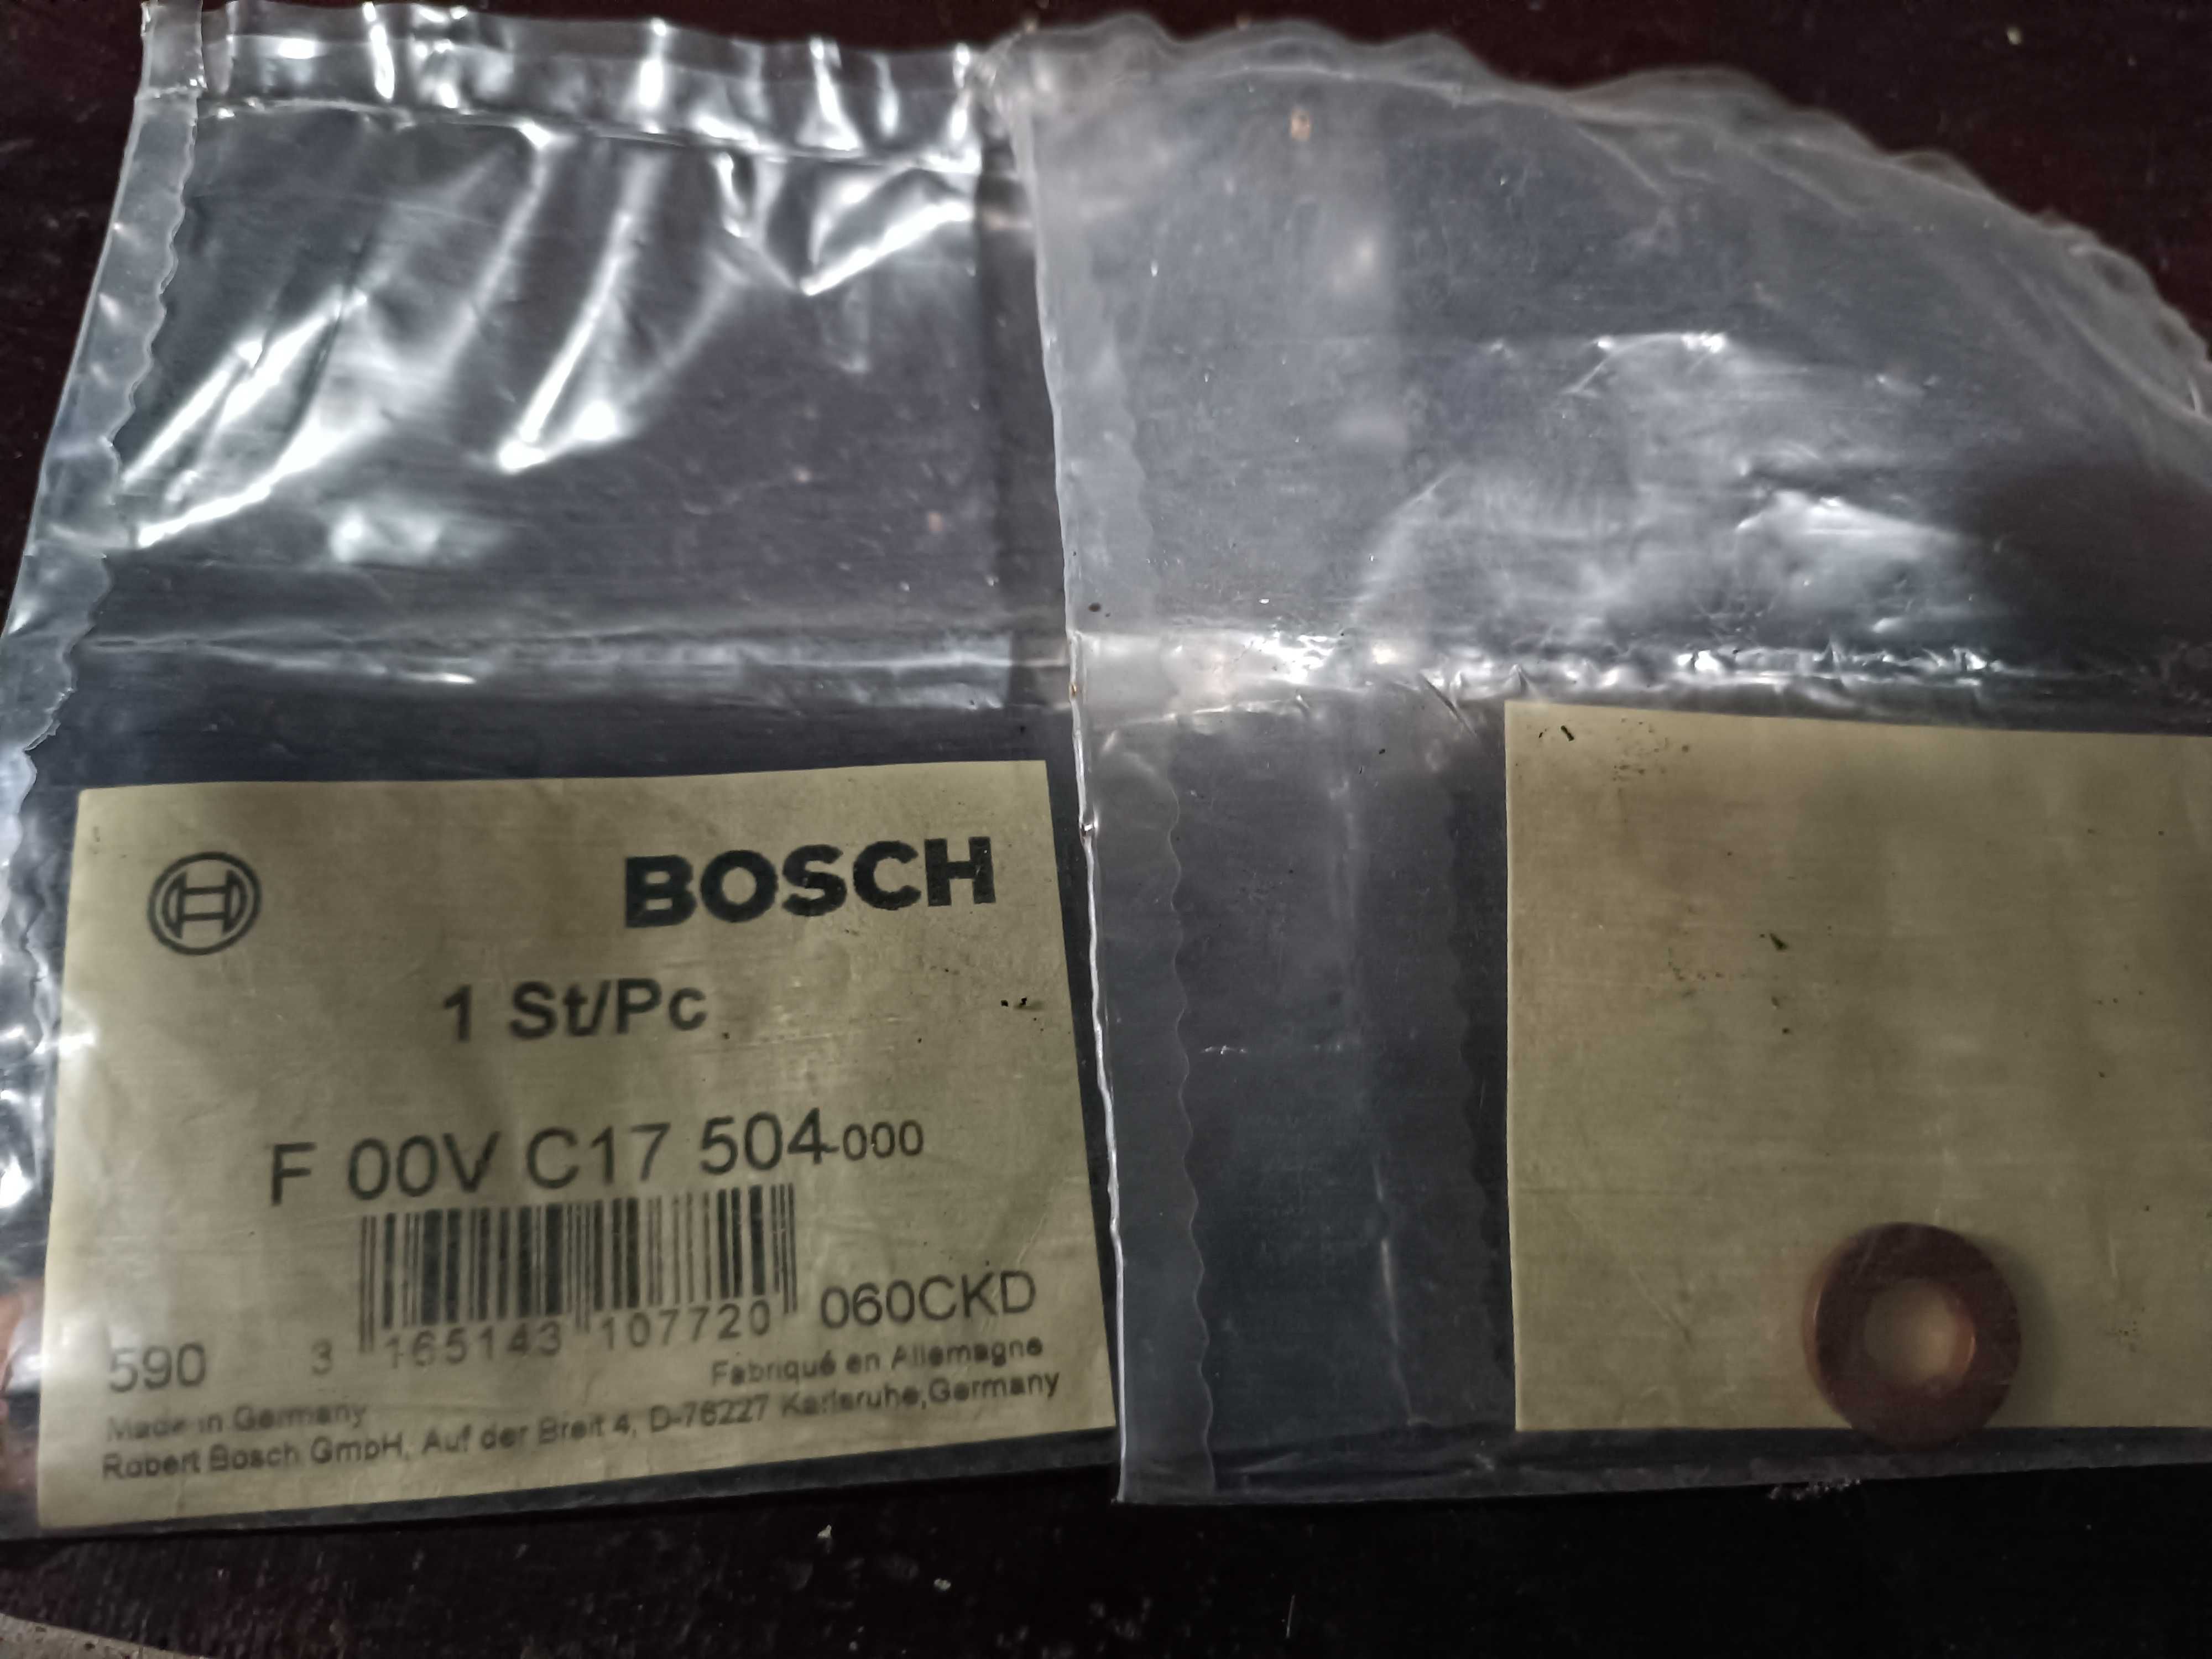 BOSCH
1 St/Pc
F 00V C17 504-000
3 165143 107720
060CKD
590
Fabriqué en Allemagne
Made in Germany
Robert Bosch GmbH, Auf der Breit 4, D-76227 Karlsruhe,Germany